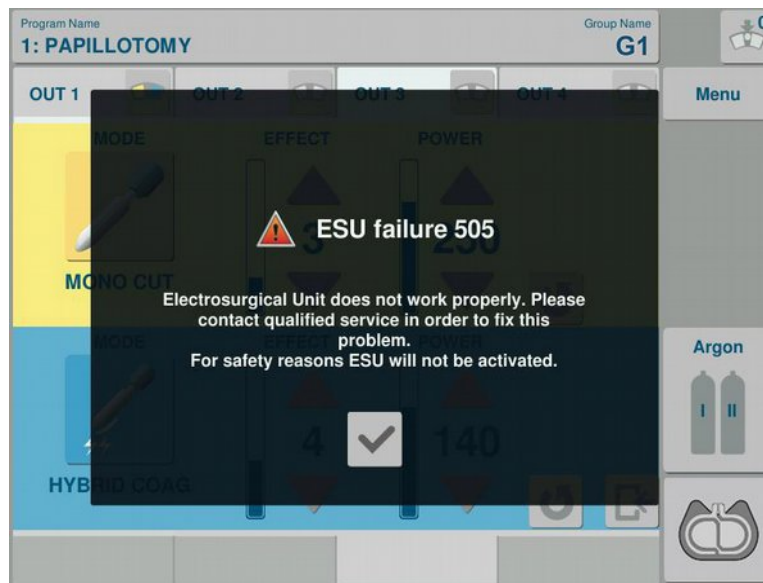 Program Name
1: PAPILLOTOMY
Group Name
G1
OUT 1
OUT 2
OUT 3
OUT 4
Menu
MODE
EFFECT
POWER
3
250
MONO CUT
ESU failure 505
Electrosurgical Unit does not work properly. Please
contact qualified service in order to fix this
problem.
For safety reasons ESU will not be activated.
MODE
EFFECT
POWER
4
140
HYBRID COAG
Argon
I II